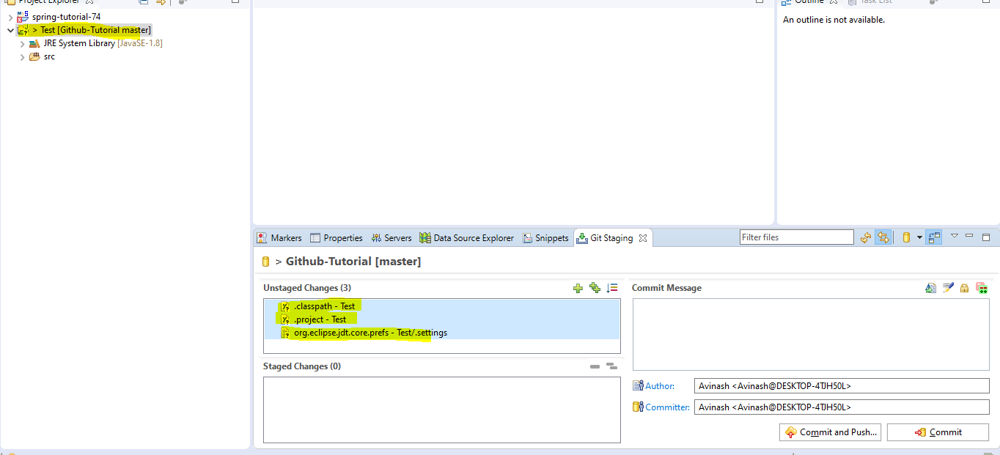 Project Explorer
Outline
Task List
spring-tutorial-74
> Test [Github-Tutorial master]
JRE System Library [JavaSE-1.8]
src
An outline is not available.
Markers
Properties
Servers
Data Source Explorer
Snippets
Git Staging
Filter files
> Github-Tutorial [master]
Unstaged Changes (3)
.classpath - Test
.project - Test
org.eclipse.jdt.core.prefs - Test/.settings
Staged Changes (0)
Commit Message
Author:
Avinash <Avinash@DESKTOP-4TJH50L>
Committer:
Avinash <Avinash@DESKTOP-4TJH50L>
Commit and Push...
Commit